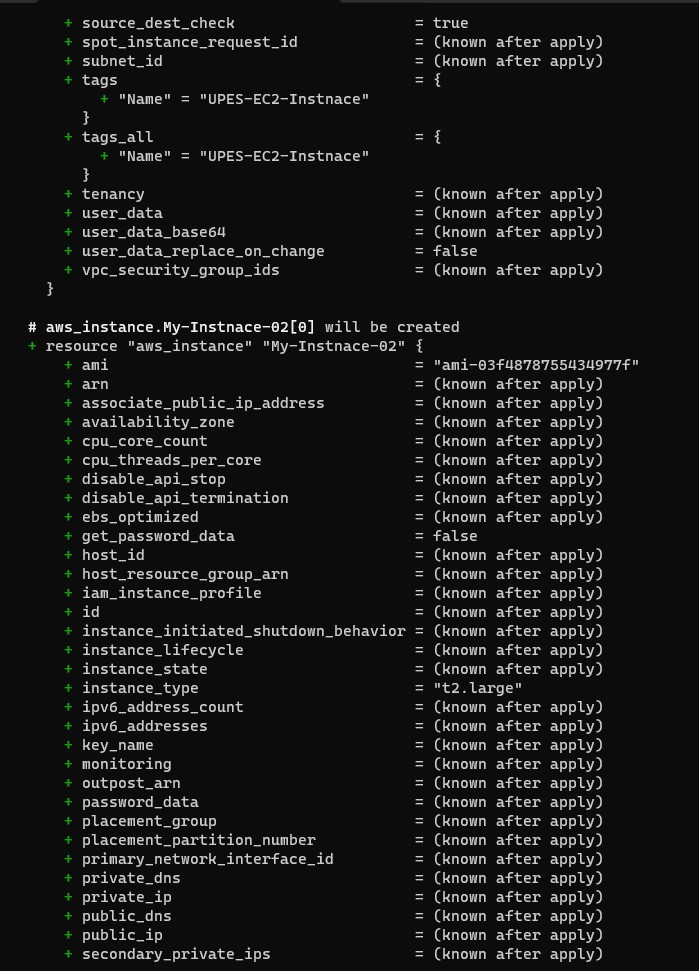 + source_dest_check = true
+ spot_instance_request_id = (known after apply)
+ subnet_id = (known after apply)
+ tags = {
+ "Name" = "UPES-EC2-Instnace"
}
+ tags_all = {
+ "Name" = "UPES-EC2-Instnace"
}
+ tenancy = (known after apply)
+ user_data = (known after apply)
+ user_data_base64 = (known after apply)
+ user_data_replace_on_change = false
+ vpc_security_group_ids = (known after apply)
}
# aws_instance.My-Instnace-02[0] will be created
+ resource "aws_instance" "My-Instnace-02" {
+ ami = "ami-03f4878755434977f"
+ arn = (known after apply)
+ associate_public_ip_address = (known after apply)
+ availability_zone = (known after apply)
+ cpu_core_count = (known after apply)
+ cpu_threads_per_core = (known after apply)
+ disable_api_stop = (known after apply)
+ disable_api_termination = (known after apply)
+ ebs_optimized = (known after apply)
+ get_password_data = false
+ host_id = (known after apply)
+ host_resource_group_arn = (known after apply)
+ iam_instance_profile = (known after apply)
+ id = (known after apply)
+ instance_initiated_shutdown_behavior = (known after apply)
+ instance_lifecycle = (known after apply)
+ instance_state = (known after apply)
+ instance_type = "t2.large"
+ ipv6_address_count = (known after apply)
+ ipv6_addresses = (known after apply)
+ key_name = (known after apply)
+ monitoring = (known after apply)
+ outpost_arn = (known after apply)
+ password_data = (known after apply)
+ placement_group = (known after apply)
+ placement_partition_number = (known after apply)
+ primary_network_interface_id = (known after apply)
+ private_dns = (known after apply)
+ private_ip = (known after apply)
+ public_dns = (known after apply)
+ public_ip = (known after apply)
+ secondary_private_ips = (known after apply)